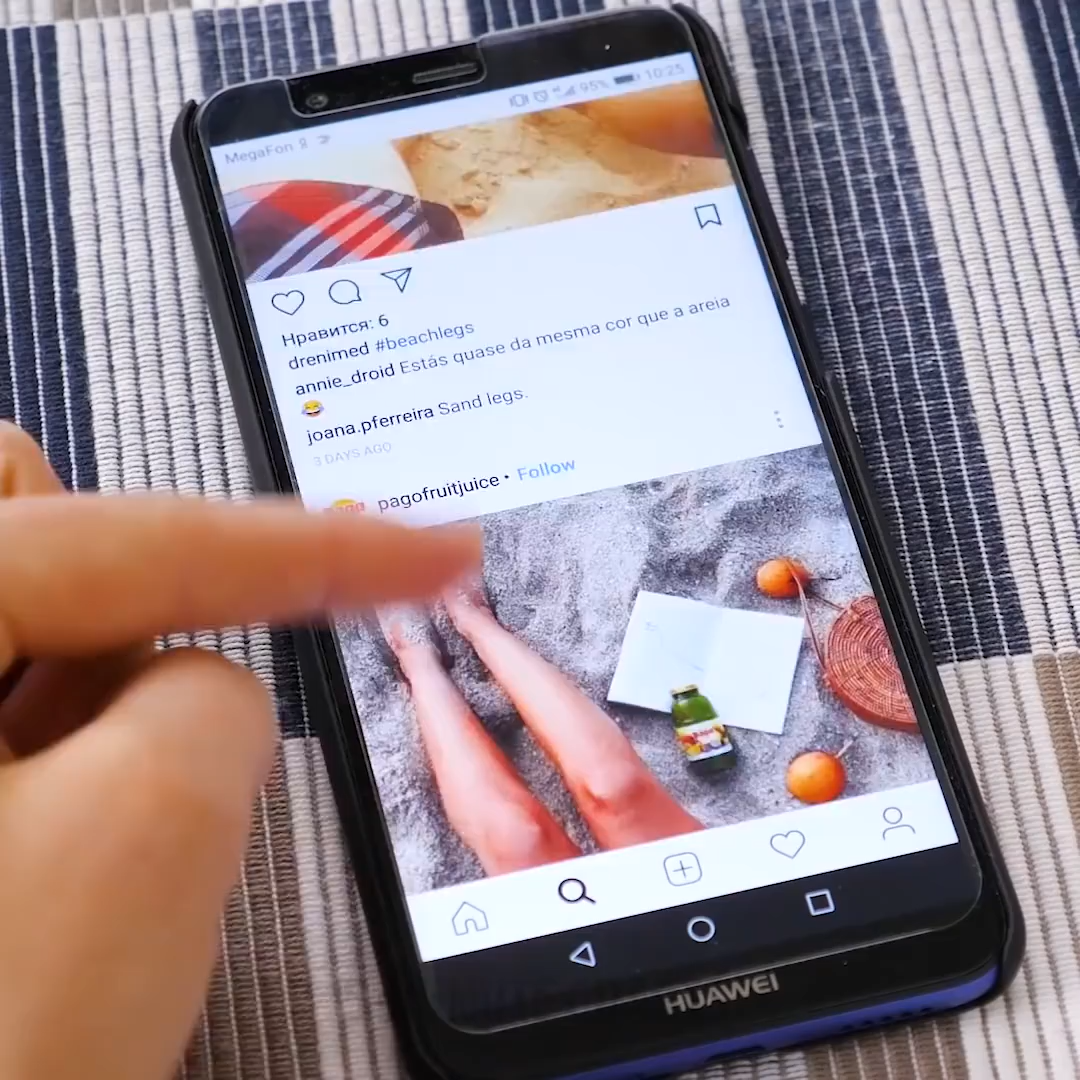 MegaFon
95% 10:25
Нравится: 6
drenimed #beachlegs
annie_droid Estás quase da mesma cor que a areia
😂
joana.pferreira Sand legs.
3 DAYS AGO
pagofruitjuice • Follow
HUAWEI